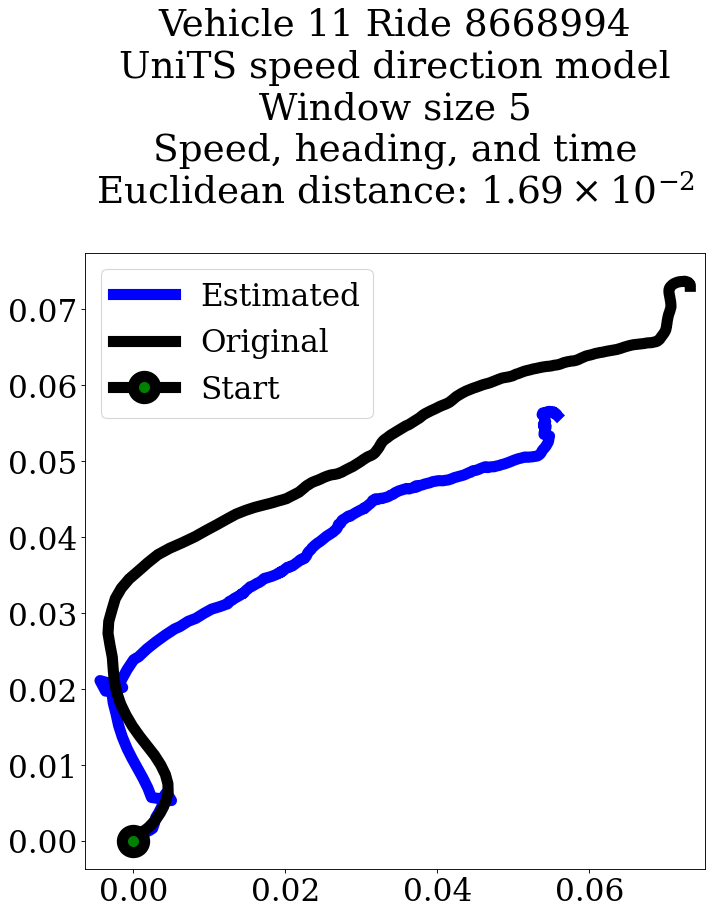 Vehicle 11 Ride 8668994
UniTS speed direction model
Window size 5
Speed, heading, and time
Euclidean distance: 1.69 × 10⁻²
Estimated
Original
Start
0.07
0.06
0.05
0.04
0.03
0.02
0.01
0.00
0.00 0.02 0.04 0.06